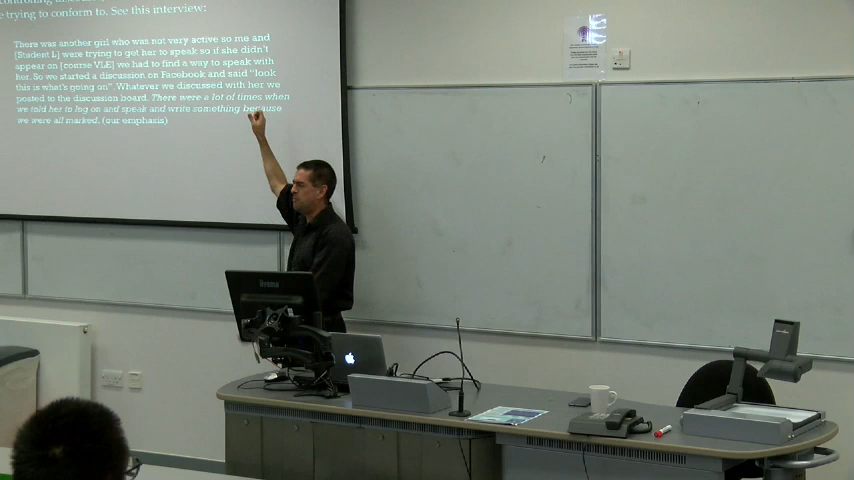 controlling
e trying to conform to. See this interview:
There was another girl who was not very active so me and
[Student L] were trying to get her to speak so if she didn't
appear on [course VLE] we had to find a way to speak with
her. So we started a discussion on Facebook and said "look
this is what's going on". Whatever we discussed with her we
posted to the discussion board. There were a lot of times when
we told her to log on and speak and write something because
we were all marked. (our emphasis)